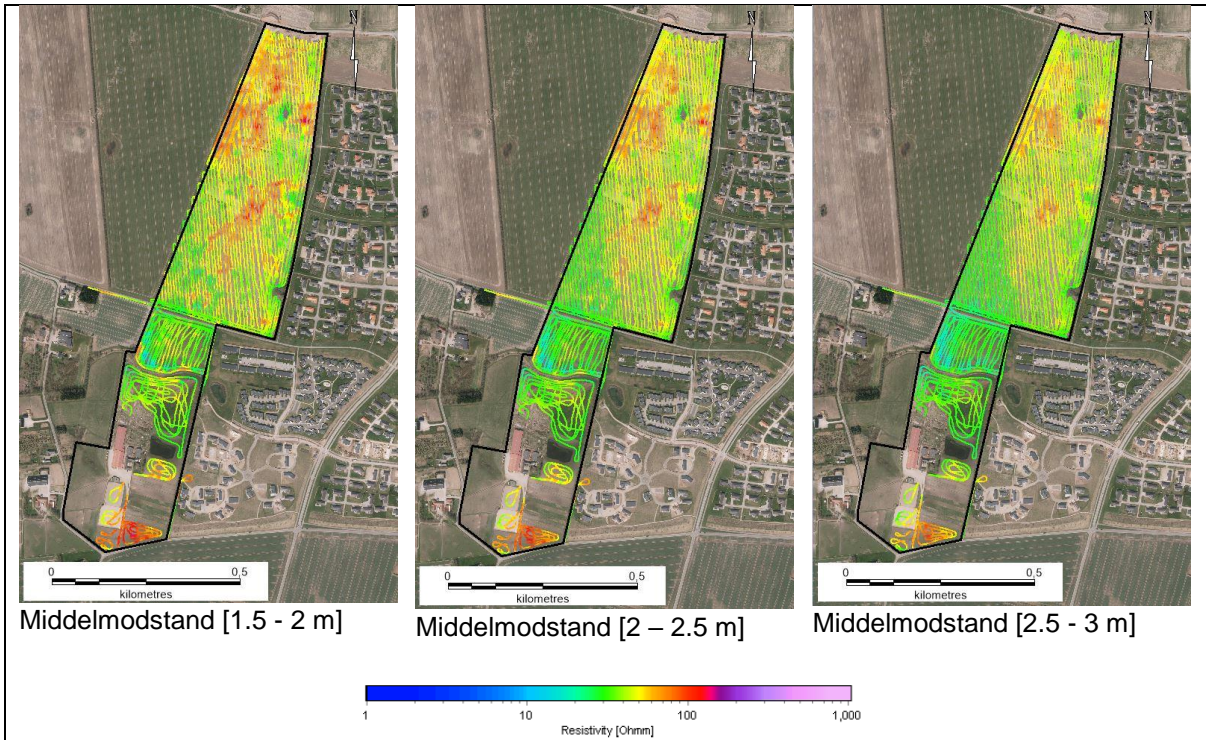 N
N
N
0
0,5
kilometres
0
0,5
kilometres
0
0,5
kilometres
Middelmodstand [1.5 - 2 m]
Middelmodstand [2 – 2.5 m]
Middelmodstand [2.5 - 3 m]
1
10
100
1,000
Resistivity [Ohmm]